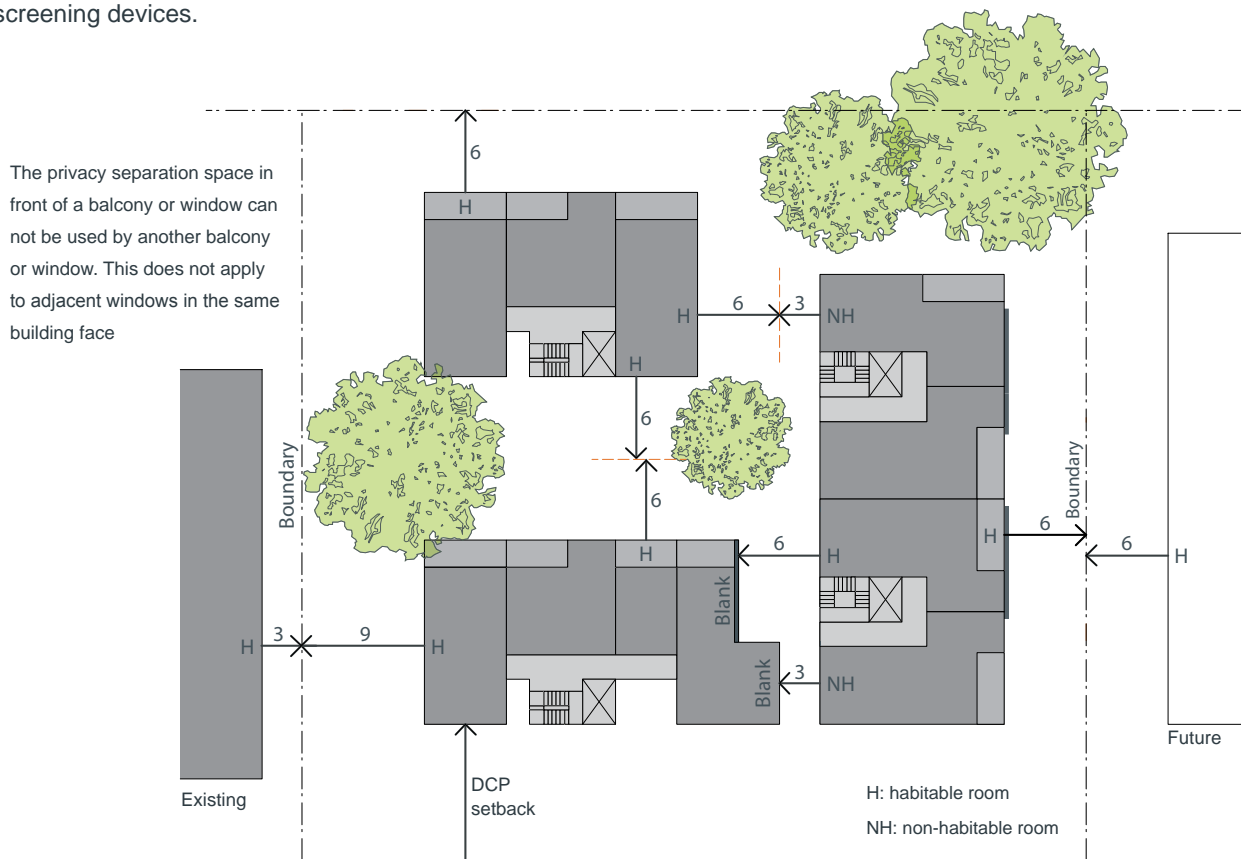 screening devices.
The privacy separation space in
front of a balcony or window can
not be used by another balcony
or window. This does not apply
to adjacent windows in the same
building face
6
H
H
6
3
NH
H
6
6
H
Boundary
Boundary
6
H
H
6
6
H
Blank
H
3
9
H
Blank
3
NH
Existing
DCP
setback
Future
H: habitable room
NH: non-habitable room